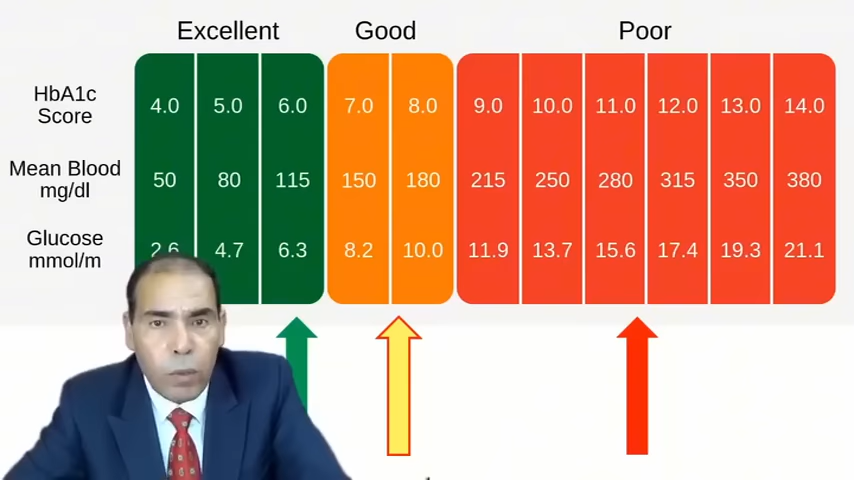 Excellent Good Poor
HbA1c
Score
4.0 5.0 6.0 7.0 8.0 9.0 10.0 11.0 12.0 13.0 14.0
Mean Blood
mg/dl
50 80 115 150 180 215 250 280 315 350 380
Glucose
mmol/m
2.6 4.7 6.3 8.2 10.0 11.9 13.7 15.6 17.4 19.3 21.1